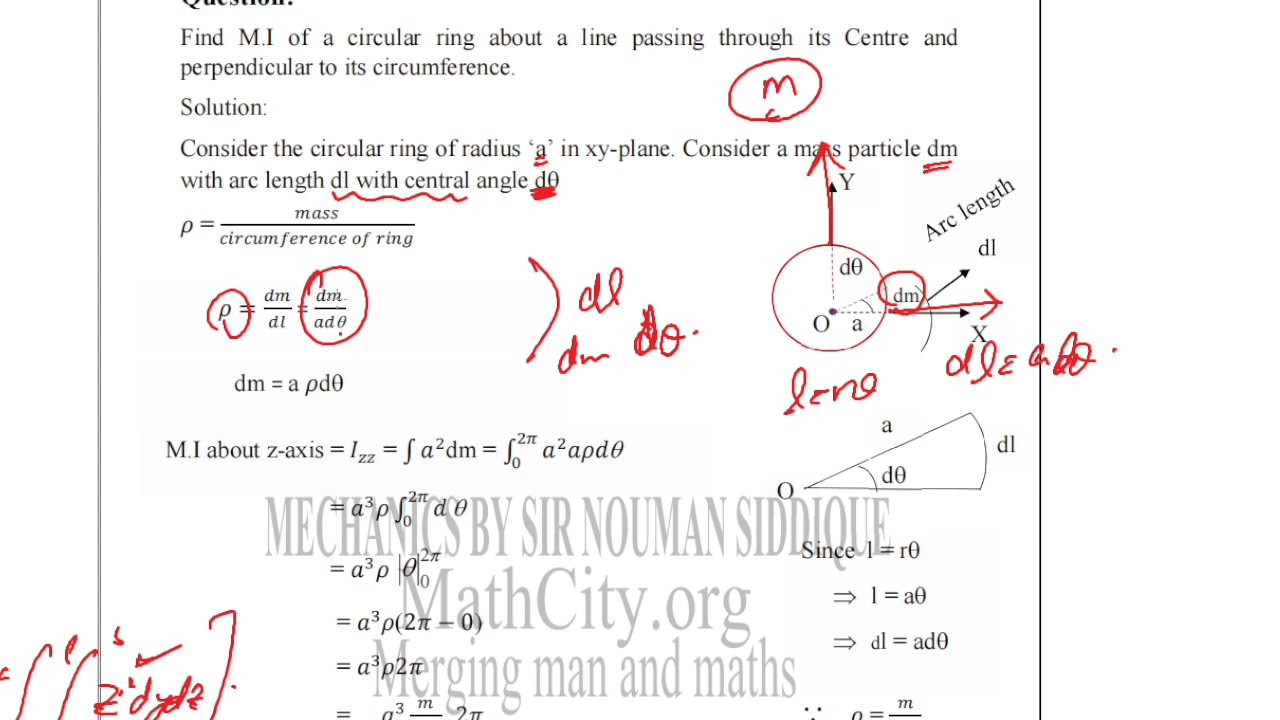 Question:
Find M.I of a circular ring about a line passing through its Centre and
perpendicular to its circumference.
m
Solution:
Consider the circular ring of radius ‘a’ in xy-plane. Consider a mass particle dm
with arc length dl with central angle dθ
ρ = mass / circumference of ring
Y
Arc length
dl
dθ
dm
O
a
X
ρ = dm/dl = dm/adθ
dl
dm dθ.
dl = a dθ.
l = rθ
dm = a ρdθ
M.I about z-axis = I_zz = ∫ a²dm = ∫₀^2π a²aρdθ
a
dl
dθ
O
= a³ρ ∫₀^2π d θ
MECHANICS BY SIR NOUMAN SIDDIQUE
Since l = rθ
= a³ρ |θ|₀^2π
MathCity.org
⇒ l = aθ
= a³ρ(2π − 0)
⇒ dl = adθ
= a³ρ2π
Merging man and maths
z² dydz
= a³ m 2π
∵ ρ = m